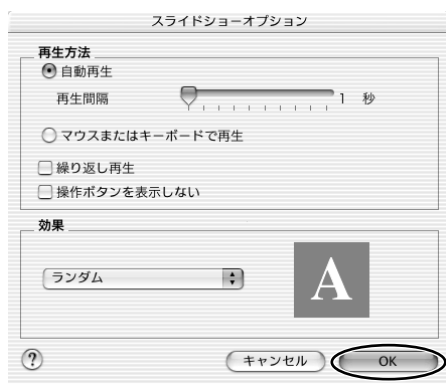 スライドショーオプション
再生方法
自動再生
再生間隔 1 秒
マウスまたはキーボードで再生
繰り返し再生
操作ボタンを表示しない
効果
ランダム
A
? キャンセル OK